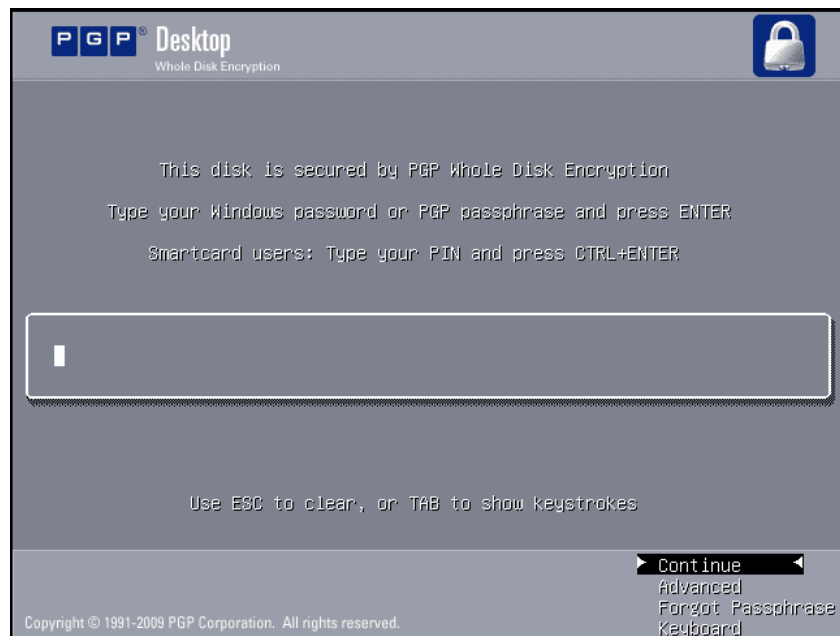 PGP® Desktop
Whole Disk Encryption
This disk is secured by PGP Whole Disk Encryption
Type your Windows password or PGP passphrase and press ENTER
Smartcard users: Type your PIN and press CTRL+ENTER
Use ESC to clear, or TAB to show keystrokes
Continue
Advanced
Forgot Passphrase
Keyboard
Copyright © 1991-2009 PGP Corporation. All rights reserved.